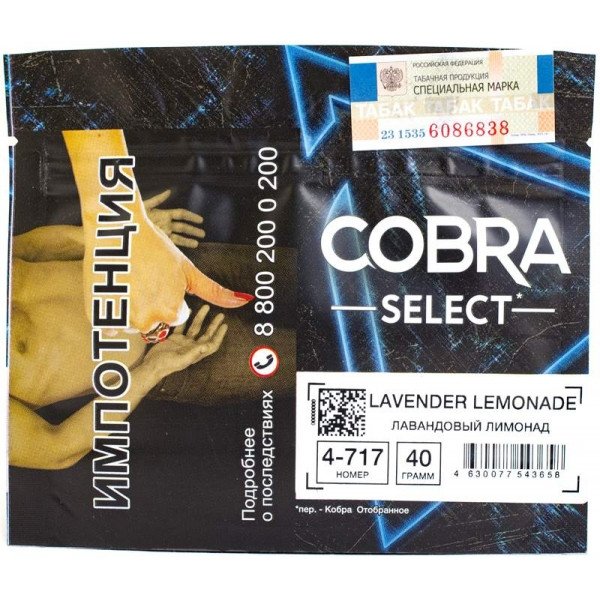 РОССИЙСКАЯ ФЕДЕРАЦИЯ
ТАБАЧНАЯ ПРОДУКЦИЯ
СПЕЦИАЛЬНАЯ МАРКА
ТАБАК ТАБАК ТАБАК
23 1535 6086838
ИМПОТЕНЦИЯ
Подробнее
о последствиях 8 800 200 0 200
COBRA
SELECT*
00000000
LAVENDER LEMONADE
ЛАВАНДОВЫЙ ЛИМОНАД
4-717
НОМЕР
40
ГРАММ
4 630077 543658
*пер. - Кобра Отобранное